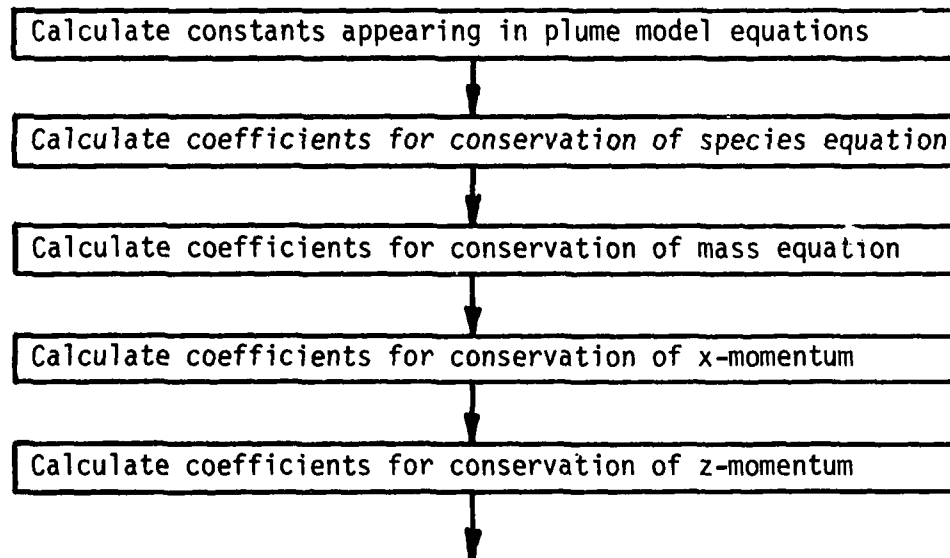 Calculate constants appearing in plume model equations
Calculate coefficients for conservation of species equation
Calculate coefficients for conservation of mass equation
Calculate coefficients for conservation of x-momentum
Calculate coefficients for conservation of z-momentum